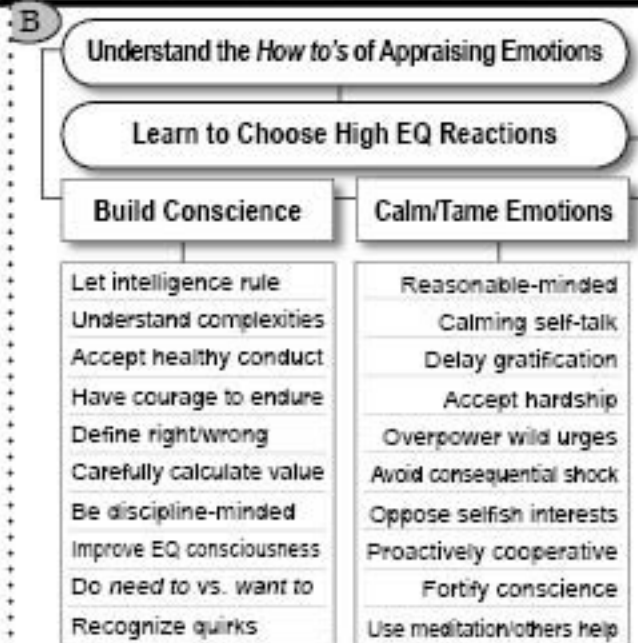 B
Understand the How to's of Appraising Emotions
Learn to Choose High EQ Reactions
Build Conscience
Let intelligence rule
Understand complexities
Accept healthy conduct
Have courage to endure
Define right/wrong
Carefully calculate value
Be discipline-minded
Improve EQ consciousness
Do need to vs. want to
Recognize quirks
Calm/Tame Emotions
Reasonable-minded
Calming self-talk
Delay gratification
Accept hardship
Overpower wild urges
Avoid consequential shock
Oppose selfish interests
Proactively cooperative
Fortify conscience
Use meditation/others help